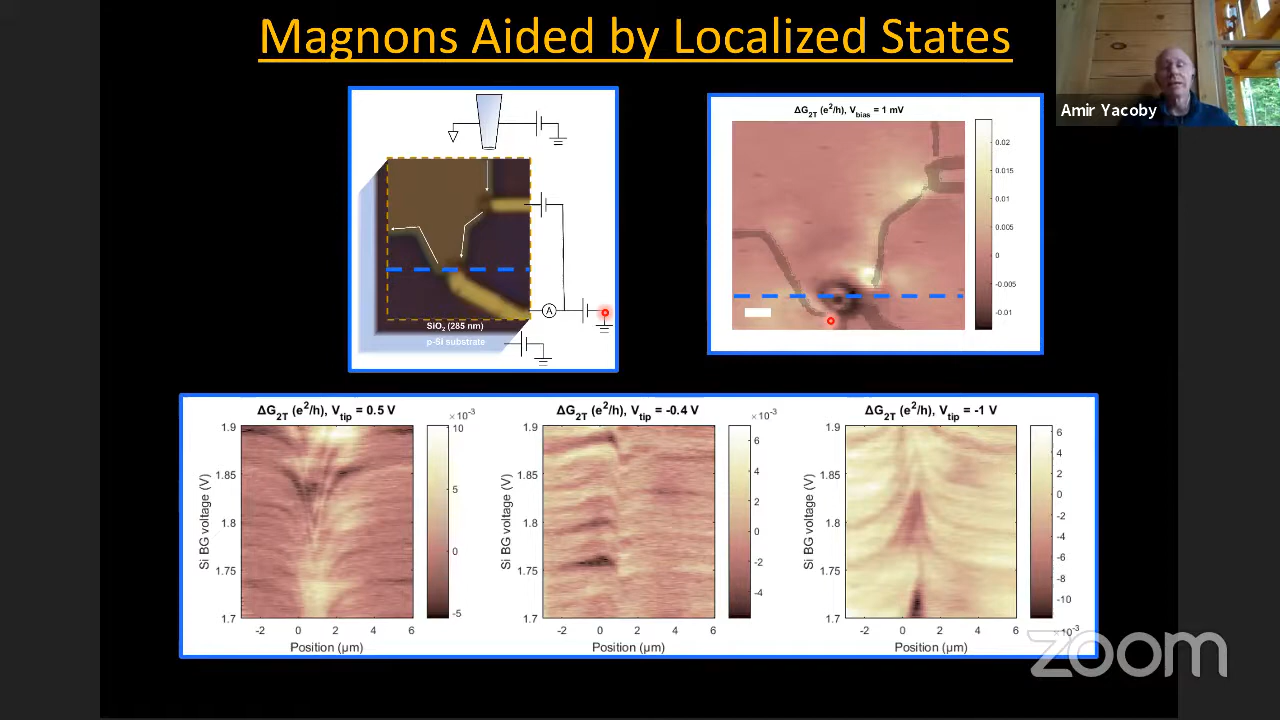 Magnons Aided by Localized States
Amir Yacoby
A
SiO2 (285 nm)
p-Si substrate
ΔG2T (e²/h), Vbias = 1 mV
0.02
0.015
0.01
0.005
0
-0.005
-0.01
ΔG2T (e²/h), Vtip = 0.5 V
×10⁻³
1.9
1.85
1.8
1.75
1.7
Si BG voltage (V)
-2 0 2 4 6
Position (μm)
10
5
0
-5
ΔG2T (e²/h), Vtip = -0.4 V
×10⁻³
1.9
1.85
1.8
1.75
1.7
Si BG voltage (V)
-2 0 2 4 6
Position (μm)
6
4
2
0
-2
-4
ΔG2T (e²/h), Vtip = -1 V
1.9
1.85
1.8
1.75
1.7
Si BG voltage (V)
-2 0 2 4 6
Position (μm)
6
4
2
0
-2
-4
-6
-8
-10
×10⁻³
zoom